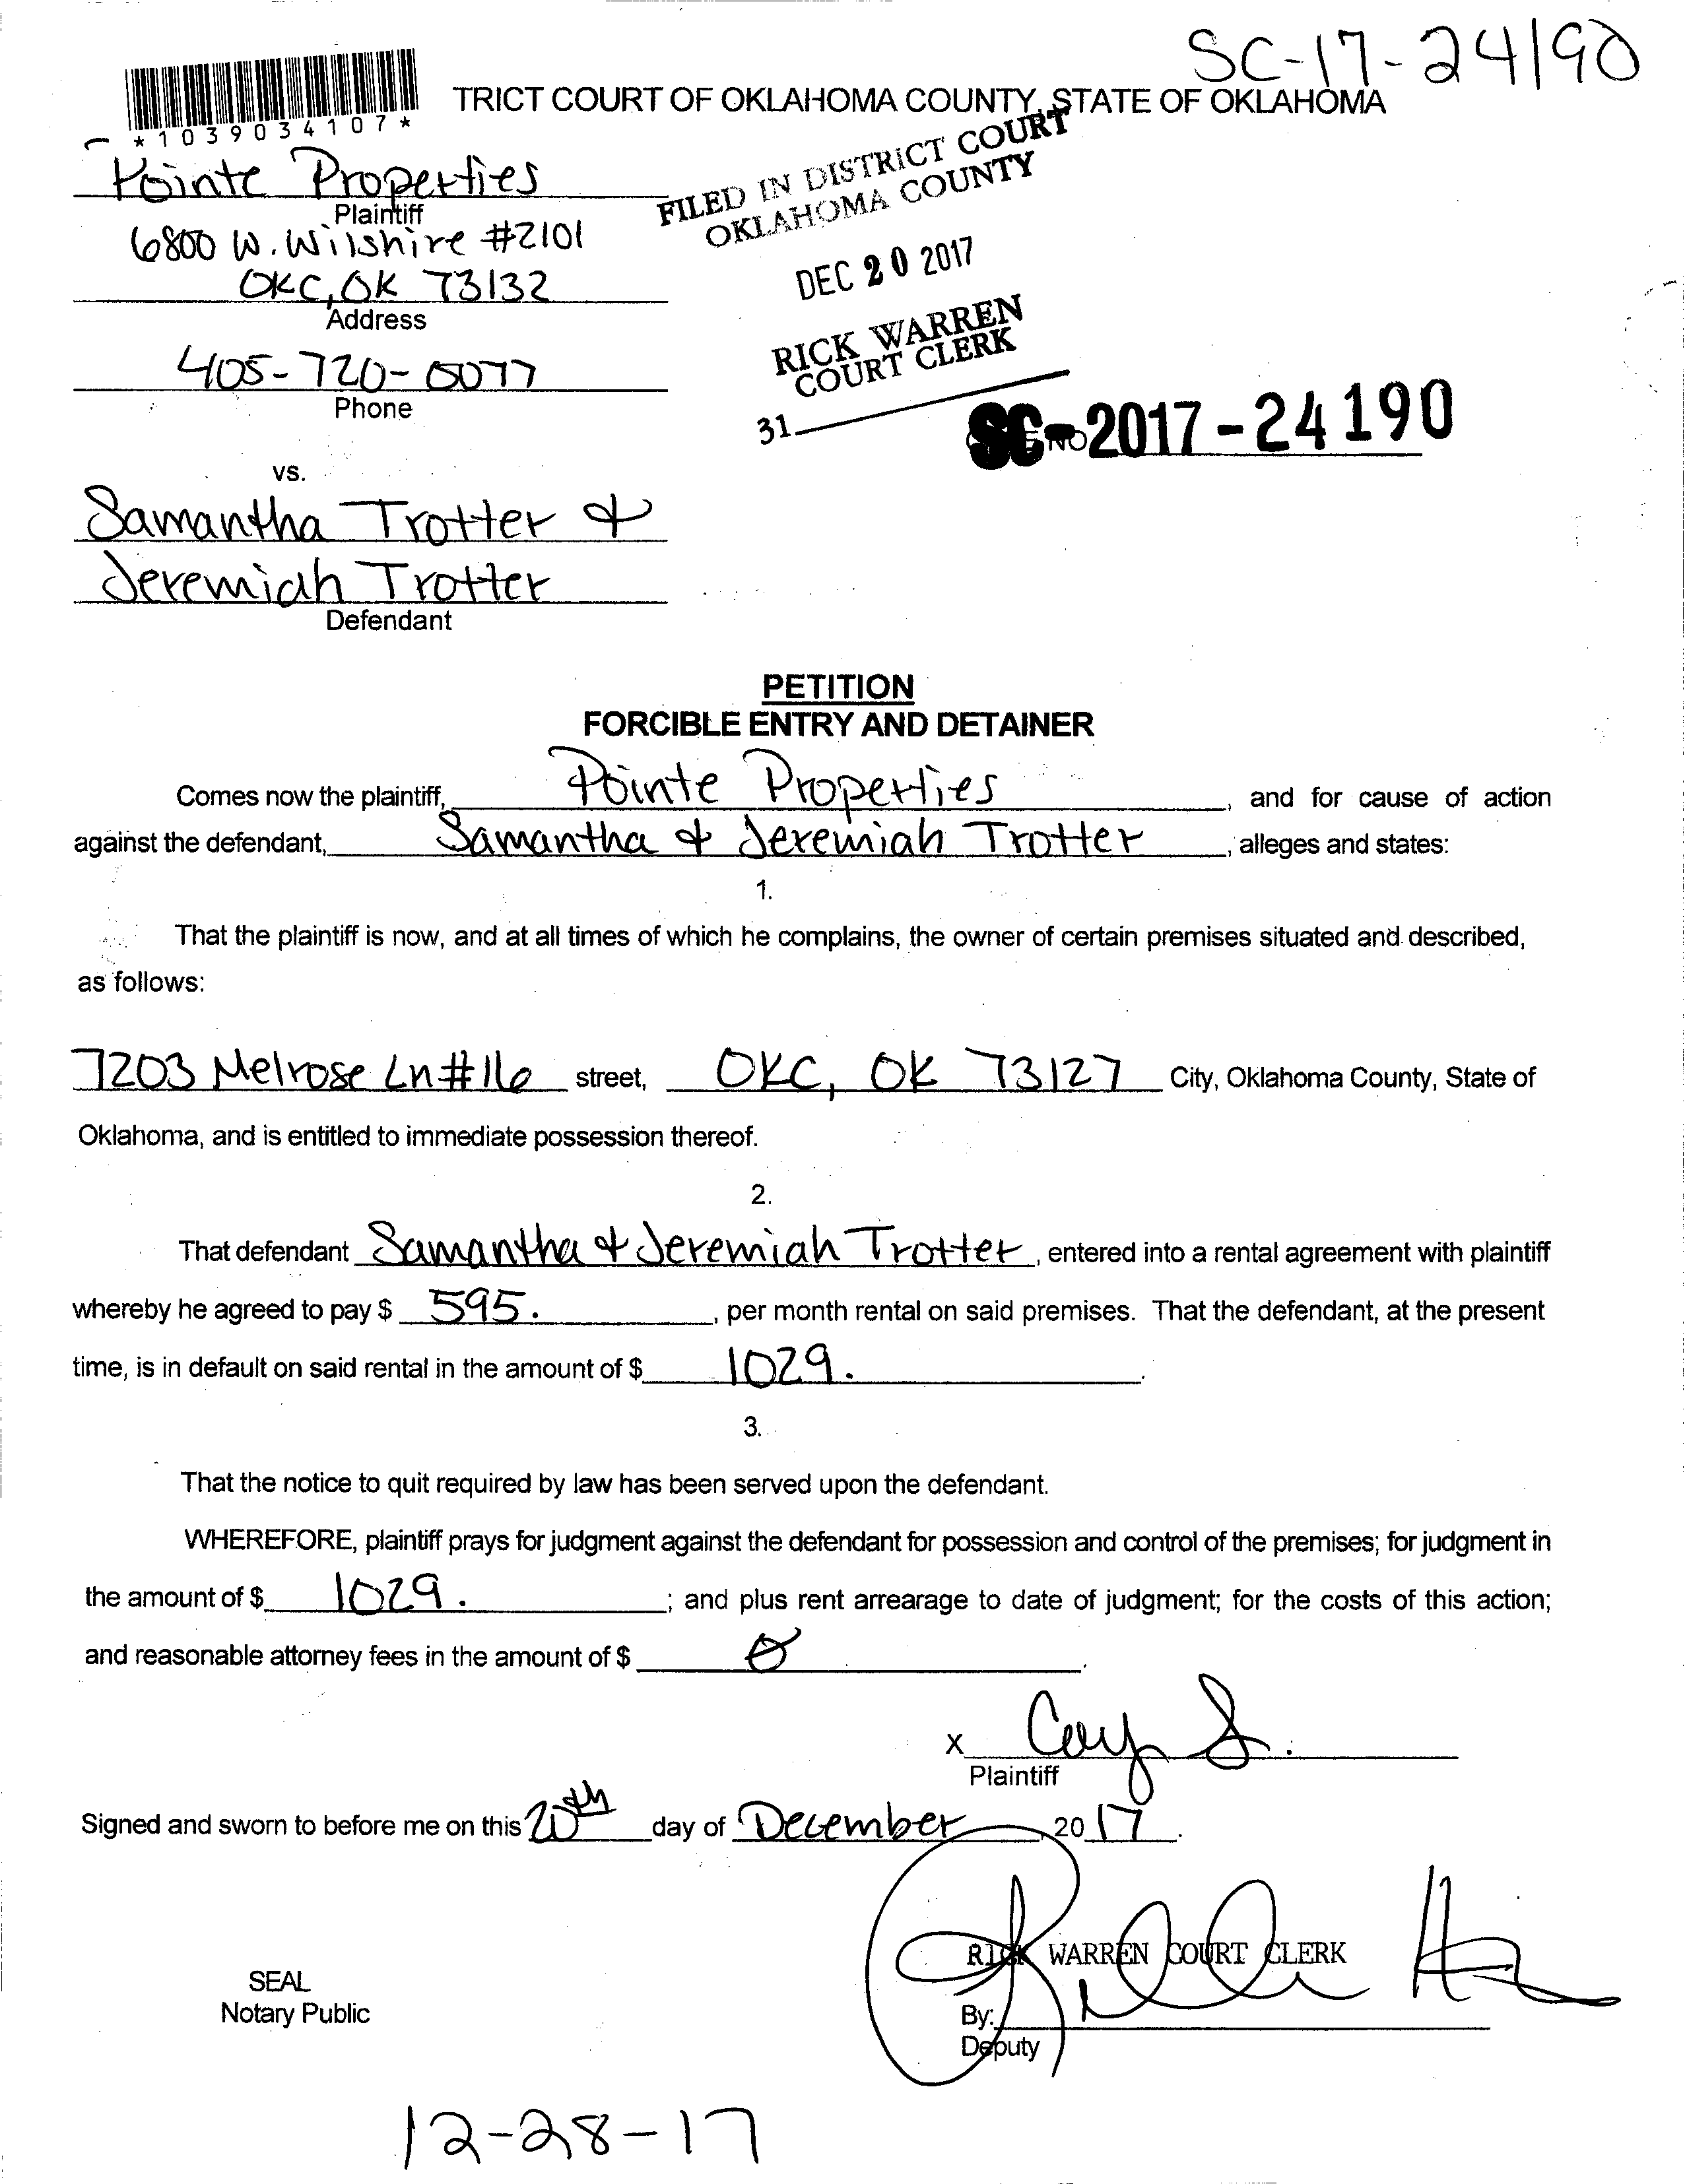 SC-17-24190
TRICT COURT OF OKLAHOMA COUNTY, STATE OF OKLAHOMA
*1039034107*
FILED IN DISTRICT COURT
OKLAHOMA COUNTY
DEC 20 2017
RICK WARREN
COURT CLERK
31
SC-2017-24190
Pointe Properties
Plaintiff
6800 W. Wilshire #2101
OKC, OK 73132
Address
405-720-0077
Phone
vs.
Samantha Trotter &
Jeremiah Trotter
Defendant
PETITION
FORCIBLE ENTRY AND DETAINER
Comes now the plaintiff, Pointe Properties, and for cause of action
against the defendant, Samantha & Jeremiah Trotter, alleges and states:
1.
That the plaintiff is now, and at all times of which he complains, the owner of certain premises situated and described,
as follows:
7203 Melrose Ln #16 street, OKC, OK 73127 City, Oklahoma County, State of
Oklahoma, and is entitled to immediate possession thereof.
2.
That defendant Samantha & Jeremiah Trotter, entered into a rental agreement with plaintiff
whereby he agreed to pay $ 595. , per month rental on said premises. That the defendant, at the present
time, is in default on said rental in the amount of $ 1029. .
3.
That the notice to quit required by law has been served upon the defendant.
WHEREFORE, plaintiff prays for judgment against the defendant for possession and control of the premises; for judgment in
the amount of $ 1029. ; and plus rent arrearage to date of judgment; for the costs of this action;
and reasonable attorney fees in the amount of $ 0 .
X
Plaintiff
Signed and sworn to before me on this 20th day of December, 2017.
RICK WARREN COURT CLERK
SEAL
Notary Public
By:
Deputy
12-28-17